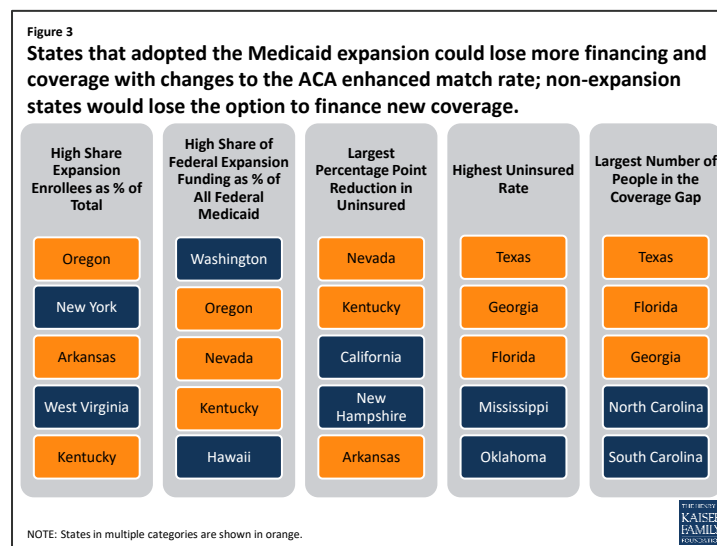 Figure 3
States that adopted the Medicaid expansion could lose more financing and
coverage with changes to the ACA enhanced match rate; non-expansion
states would lose the option to finance new coverage.
High Share
Expansion
Enrollees as % of
Total
Oregon
New York
Arkansas
West Virginia
Kentucky
High Share of
Federal Expansion
Funding as % of
All Federal
Medicaid
Washington
Oregon
Nevada
Kentucky
Hawaii
Largest
Percentage Point
Reduction in
Uninsured
Nevada
Kentucky
California
New
Hampshire
Arkansas
Highest Uninsured
Rate
Texas
Georgia
Florida
Mississippi
Oklahoma
Largest Number of
People in the
Coverage Gap
Texas
Florida
Georgia
North Carolina
South Carolina
NOTE: States in multiple categories are shown in orange.
THE HENRY J.
KAISER
FAMILY
FOUNDATION